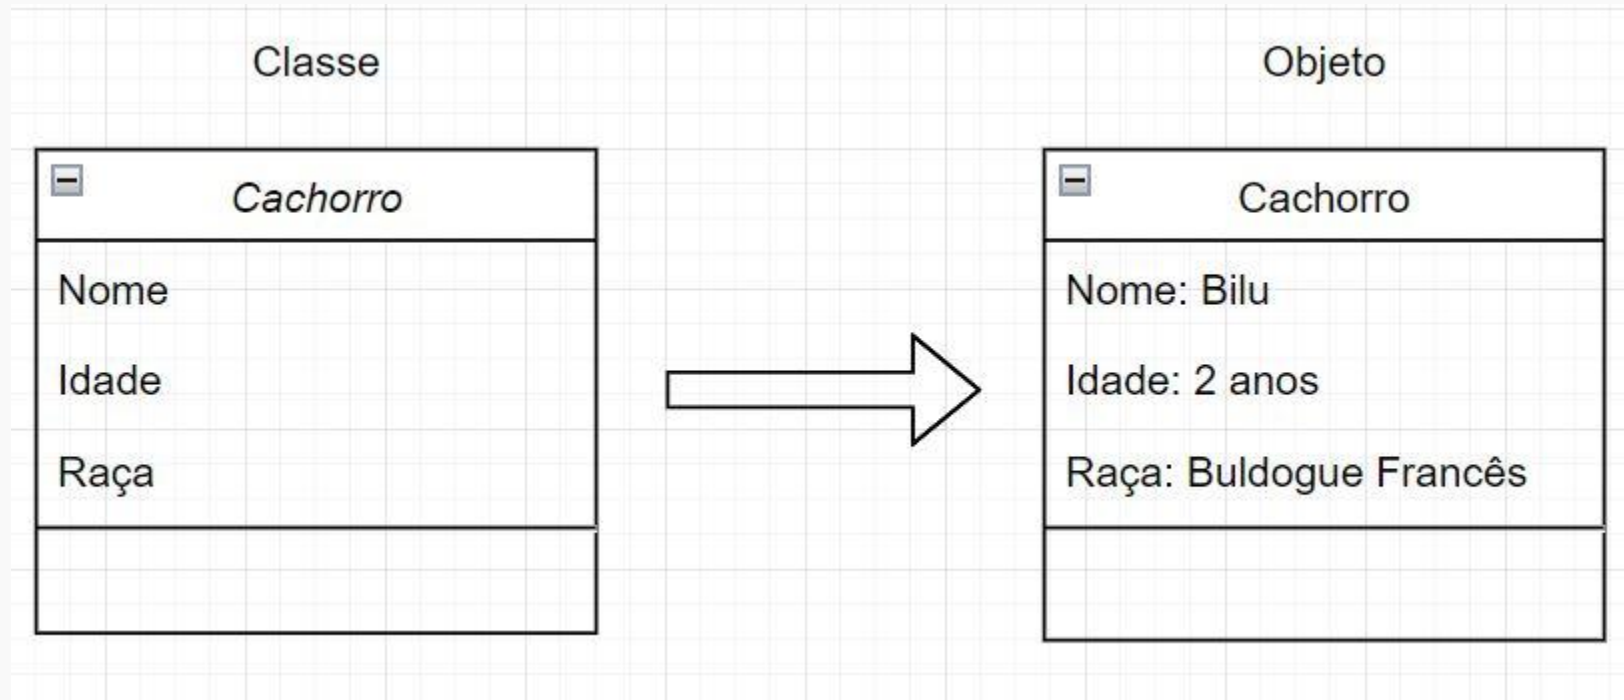 Classe
Objeto
Cachorro
Nome
Idade
Raça
Cachorro
Nome: Bilu
Idade: 2 anos
Raça: Buldogue Francês